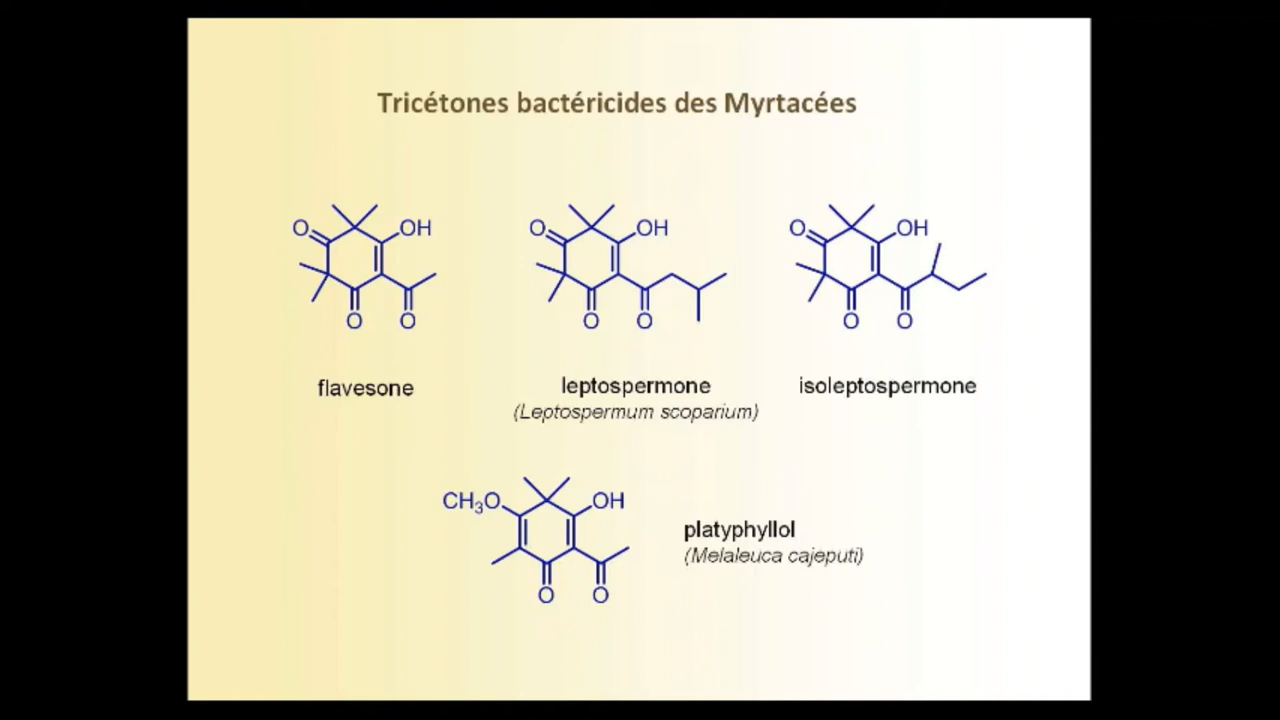 Tricétones bactéricides des Myrtacées
O OH
O O
O OH
O O
O OH
O O
flavesone
leptospermone
(Leptospermum scoparium)
isoleptospermone
CH₃O OH
O O
platyphyllol
(Melaleuca cajeputi)